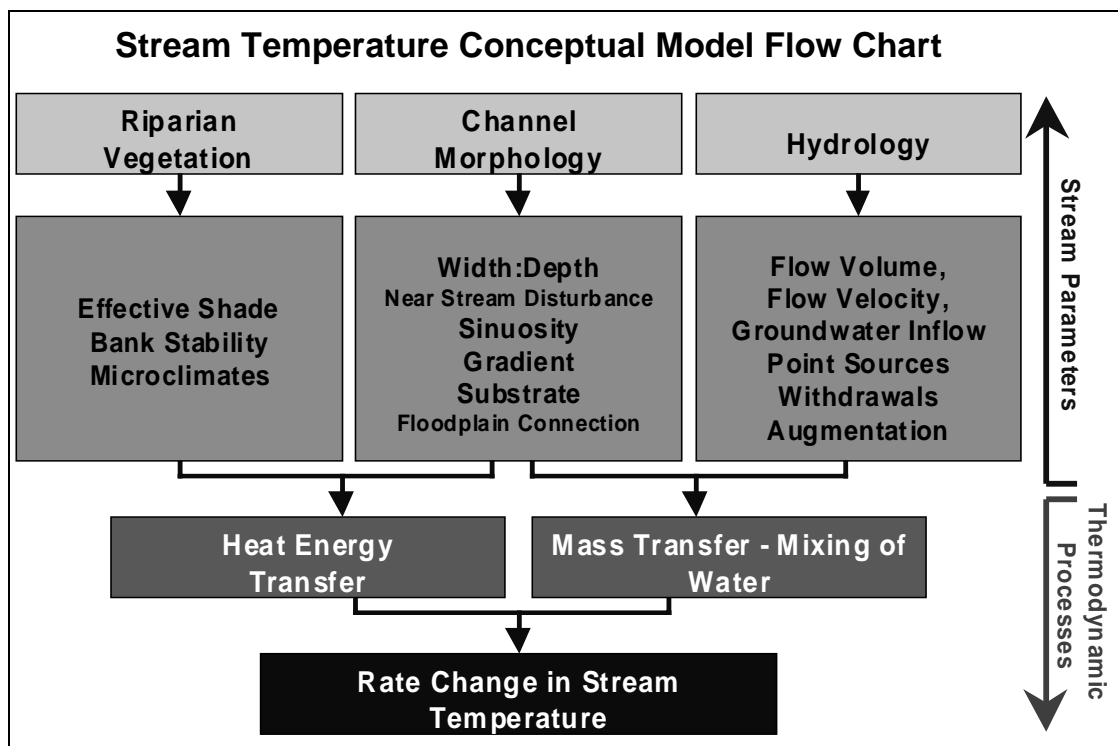 Stream Temperature Conceptual Model Flow Chart
Riparian
Vegetation
Channel
Morphology
Hydrology
Effective Shade
Bank Stability
Microclimates
Width:Depth
Near Stream Disturbance
Sinuosity
Gradient
Substrate
Floodplain Connection
Flow Volume,
Flow Velocity,
Groundwater Inflow
Point Sources
Withdrawals
Augmentation
Stream Parameters
Heat Energy
Transfer
Mass Transfer - Mixing of
Water
Thermodynamic
Processes
Rate Change in Stream
Temperature